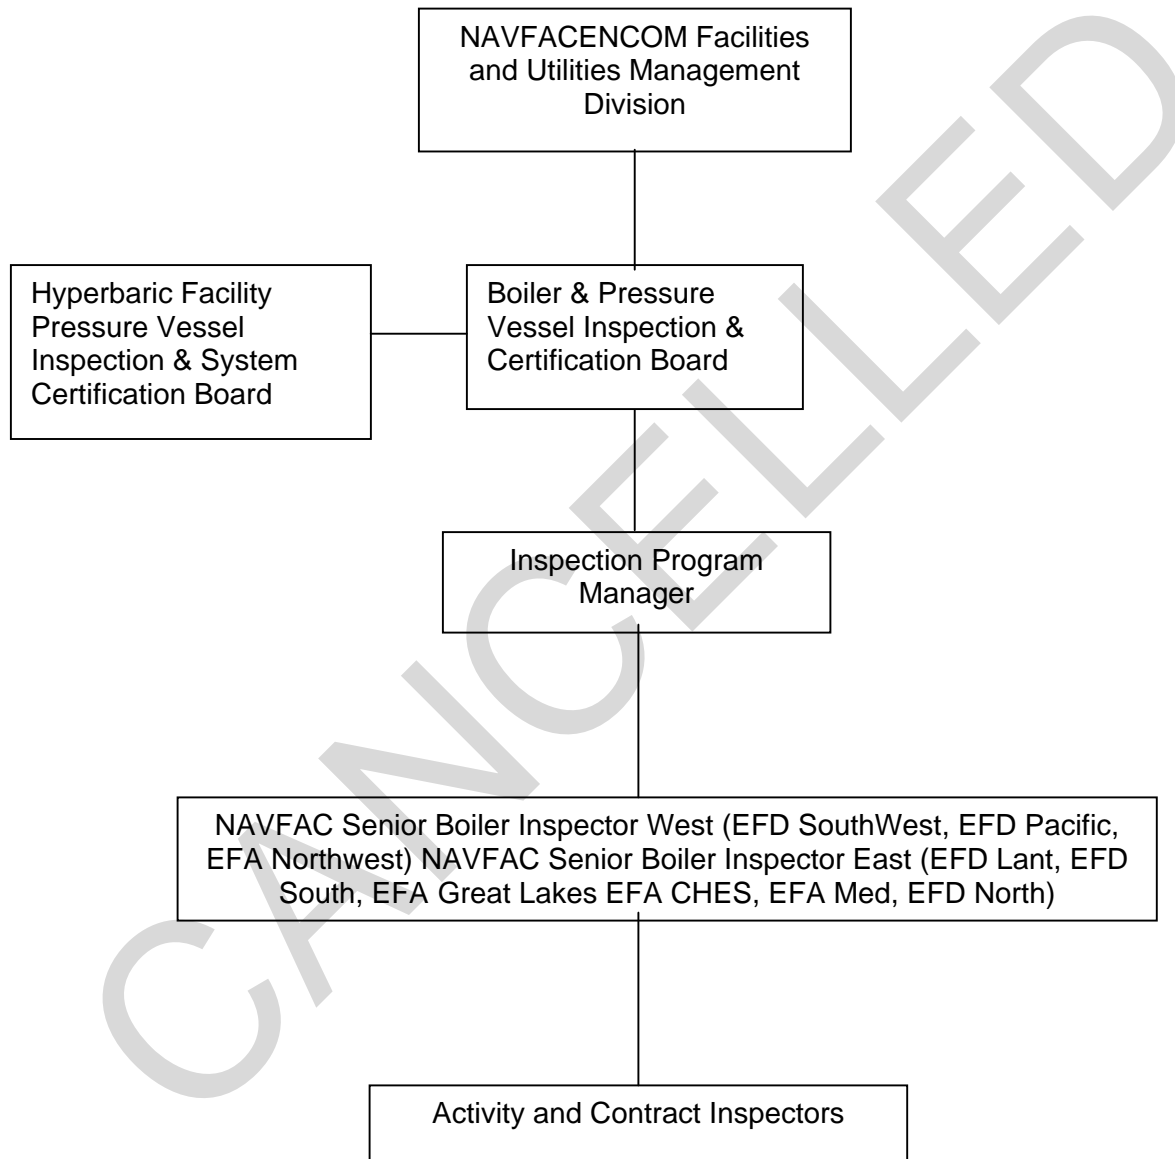 NAVFACENCOM Facilities
and Utilities Management
Division
Hyperbaric Facility
Pressure Vessel
Inspection & System
Certification Board
Boiler & Pressure
Vessel Inspection &
Certification Board
Inspection Program
Manager
NAVFAC Senior Boiler Inspector West (EFD SouthWest, EFD Pacific,
EFA Northwest) NAVFAC Senior Boiler Inspector East (EFD Lant, EFD
South, EFA Great Lakes EFA CHES, EFA Med, EFD North)
Activity and Contract Inspectors
CANCELLED